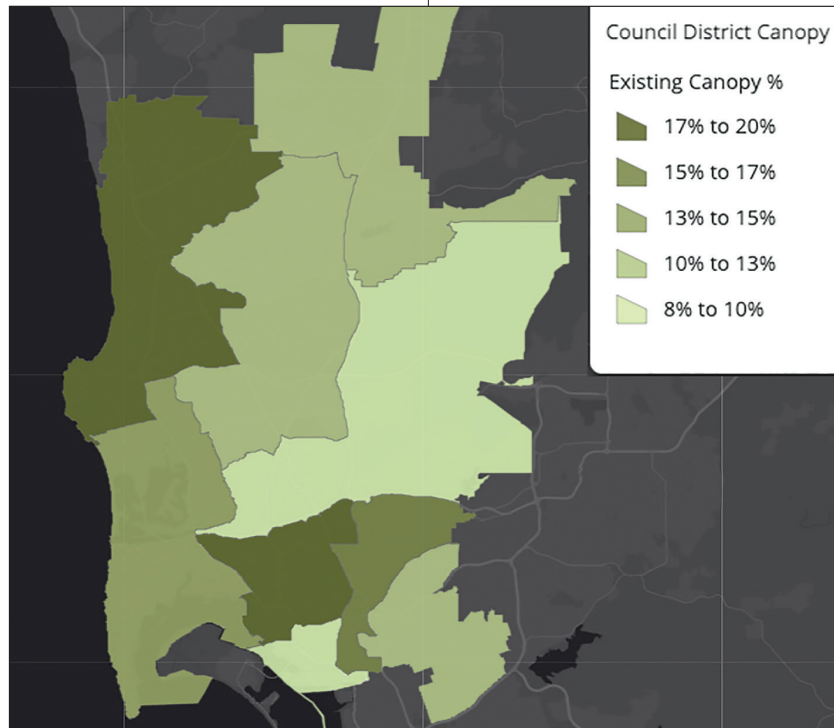 Council District Canopy
Existing Canopy %
17% to 20%
15% to 17%
13% to 15%
10% to 13%
8% to 10%